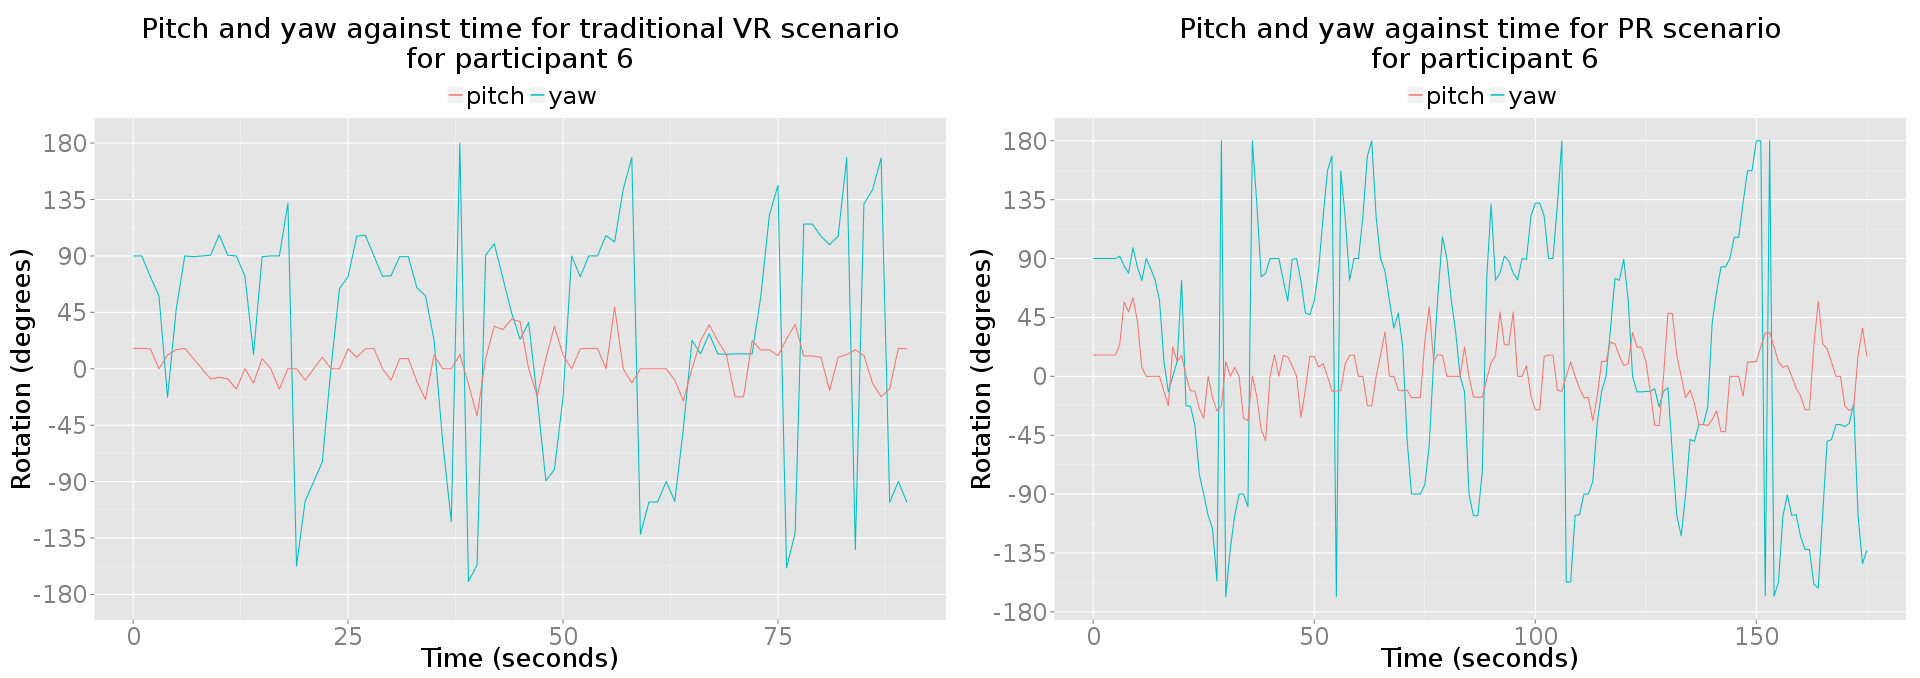 Pitch and yaw against time for traditional VR scenario
for participant 6
pitch yaw
180
135
90
45
0
-45
-90
-135
-180
Rotation (degrees)
0 25 50 75
Time (seconds)
Pitch and yaw against time for PR scenario
for participant 6
pitch yaw
180
135
90
45
0
-45
-90
-135
-180
Rotation (degrees)
0 50 100 150
Time (seconds)